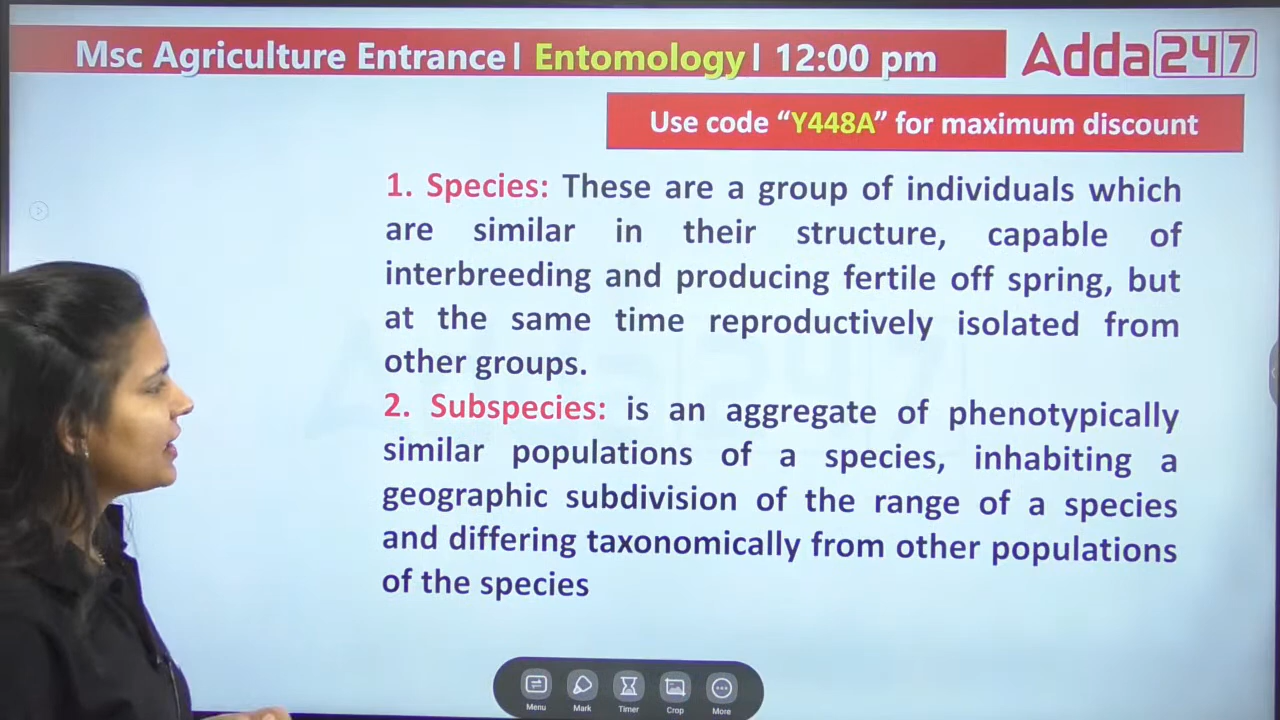 Msc Agriculture Entrance| Entomology| 12:00 pm
Adda247
Use code “Y448A” for maximum discount
1. Species: These are a group of individuals which
are similar in their structure, capable of
interbreeding and producing fertile off spring, but
at the same time reproductively isolated from
other groups.
2. Subspecies: is an aggregate of phenotypically
similar populations of a species, inhabiting a
geographic subdivision of the range of a species
and differing taxonomically from other populations
of the species
Menu
Mark
Timer
Crop
More